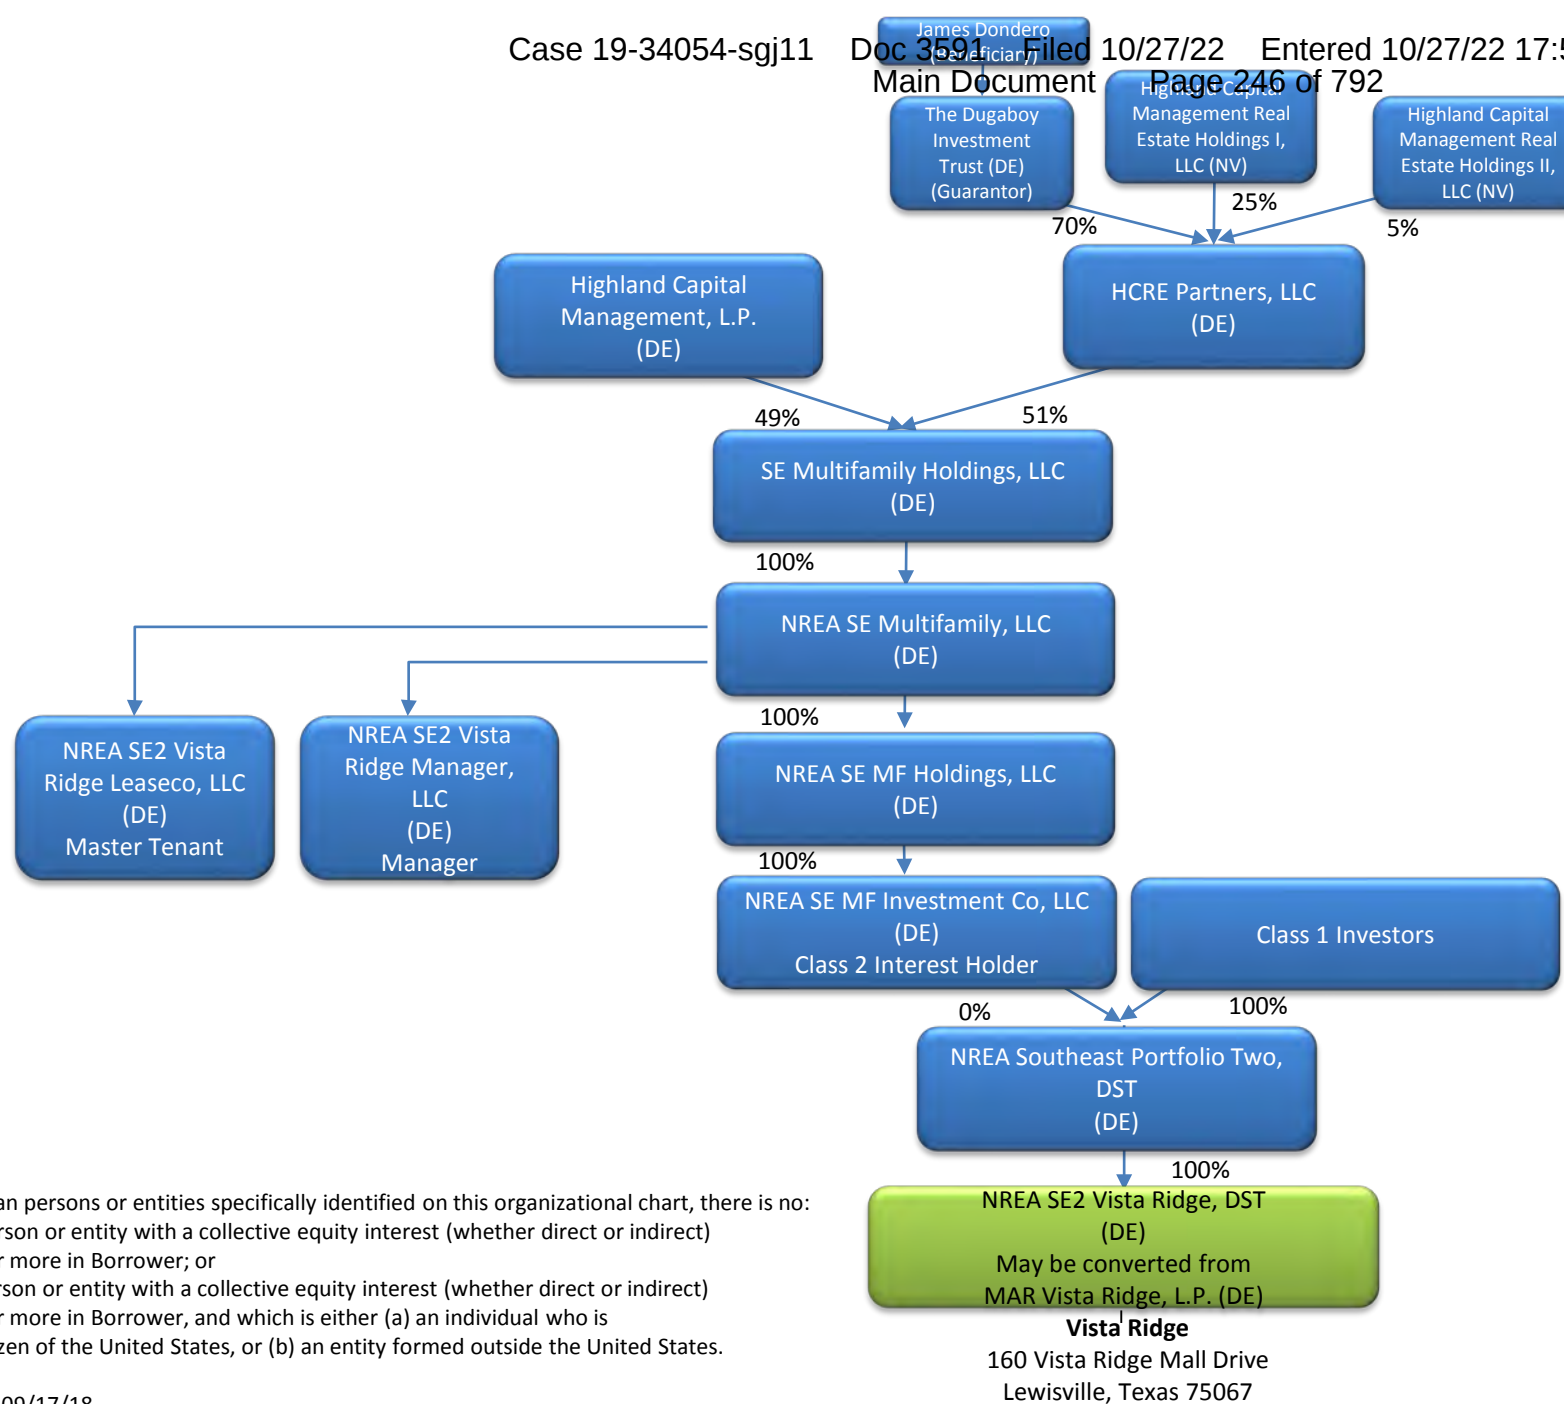 James Dondero
(Beneficiary)
Case 19-34054-sgj11 Doc 3591 Filed 10/27/22 Entered 10/27/22 17:5
Main Document Page 246 of 792
The Dugaboy
Investment
Trust (DE)
(Guarantor)
Highland Capital
Management Real
Estate Holdings I,
LLC (NV)
Highland Capital
Management Real
Estate Holdings II,
LLC (NV)
70%
25%
5%
Highland Capital
Management, L.P.
(DE)
HCRE Partners, LLC
(DE)
49%
51%
SE Multifamily Holdings, LLC
(DE)
100%
NREA SE Multifamily, LLC
(DE)
100%
NREA SE2 Vista
Ridge Leaseco, LLC
(DE)
Master Tenant
NREA SE2 Vista
Ridge Manager,
LLC
(DE)
Manager
NREA SE MF Holdings, LLC
(DE)
100%
NREA SE MF Investment Co, LLC
(DE)
Class 2 Interest Holder
Class 1 Investors
0%
100%
NREA Southeast Portfolio Two,
DST
(DE)
100%
NREA SE2 Vista Ridge, DST
(DE)
May be converted from
MAR Vista Ridge, L.P. (DE)
Vista Ridge
160 Vista Ridge Mall Drive
Lewisville, Texas 75067
an persons or entities specifically identified on this organizational chart, there is no:
rson or entity with a collective equity interest (whether direct or indirect)
r more in Borrower; or
rson or entity with a collective equity interest (whether direct or indirect)
r more in Borrower, and which is either (a) an individual who is
zen of the United States, or (b) an entity formed outside the United States.
09/17/18